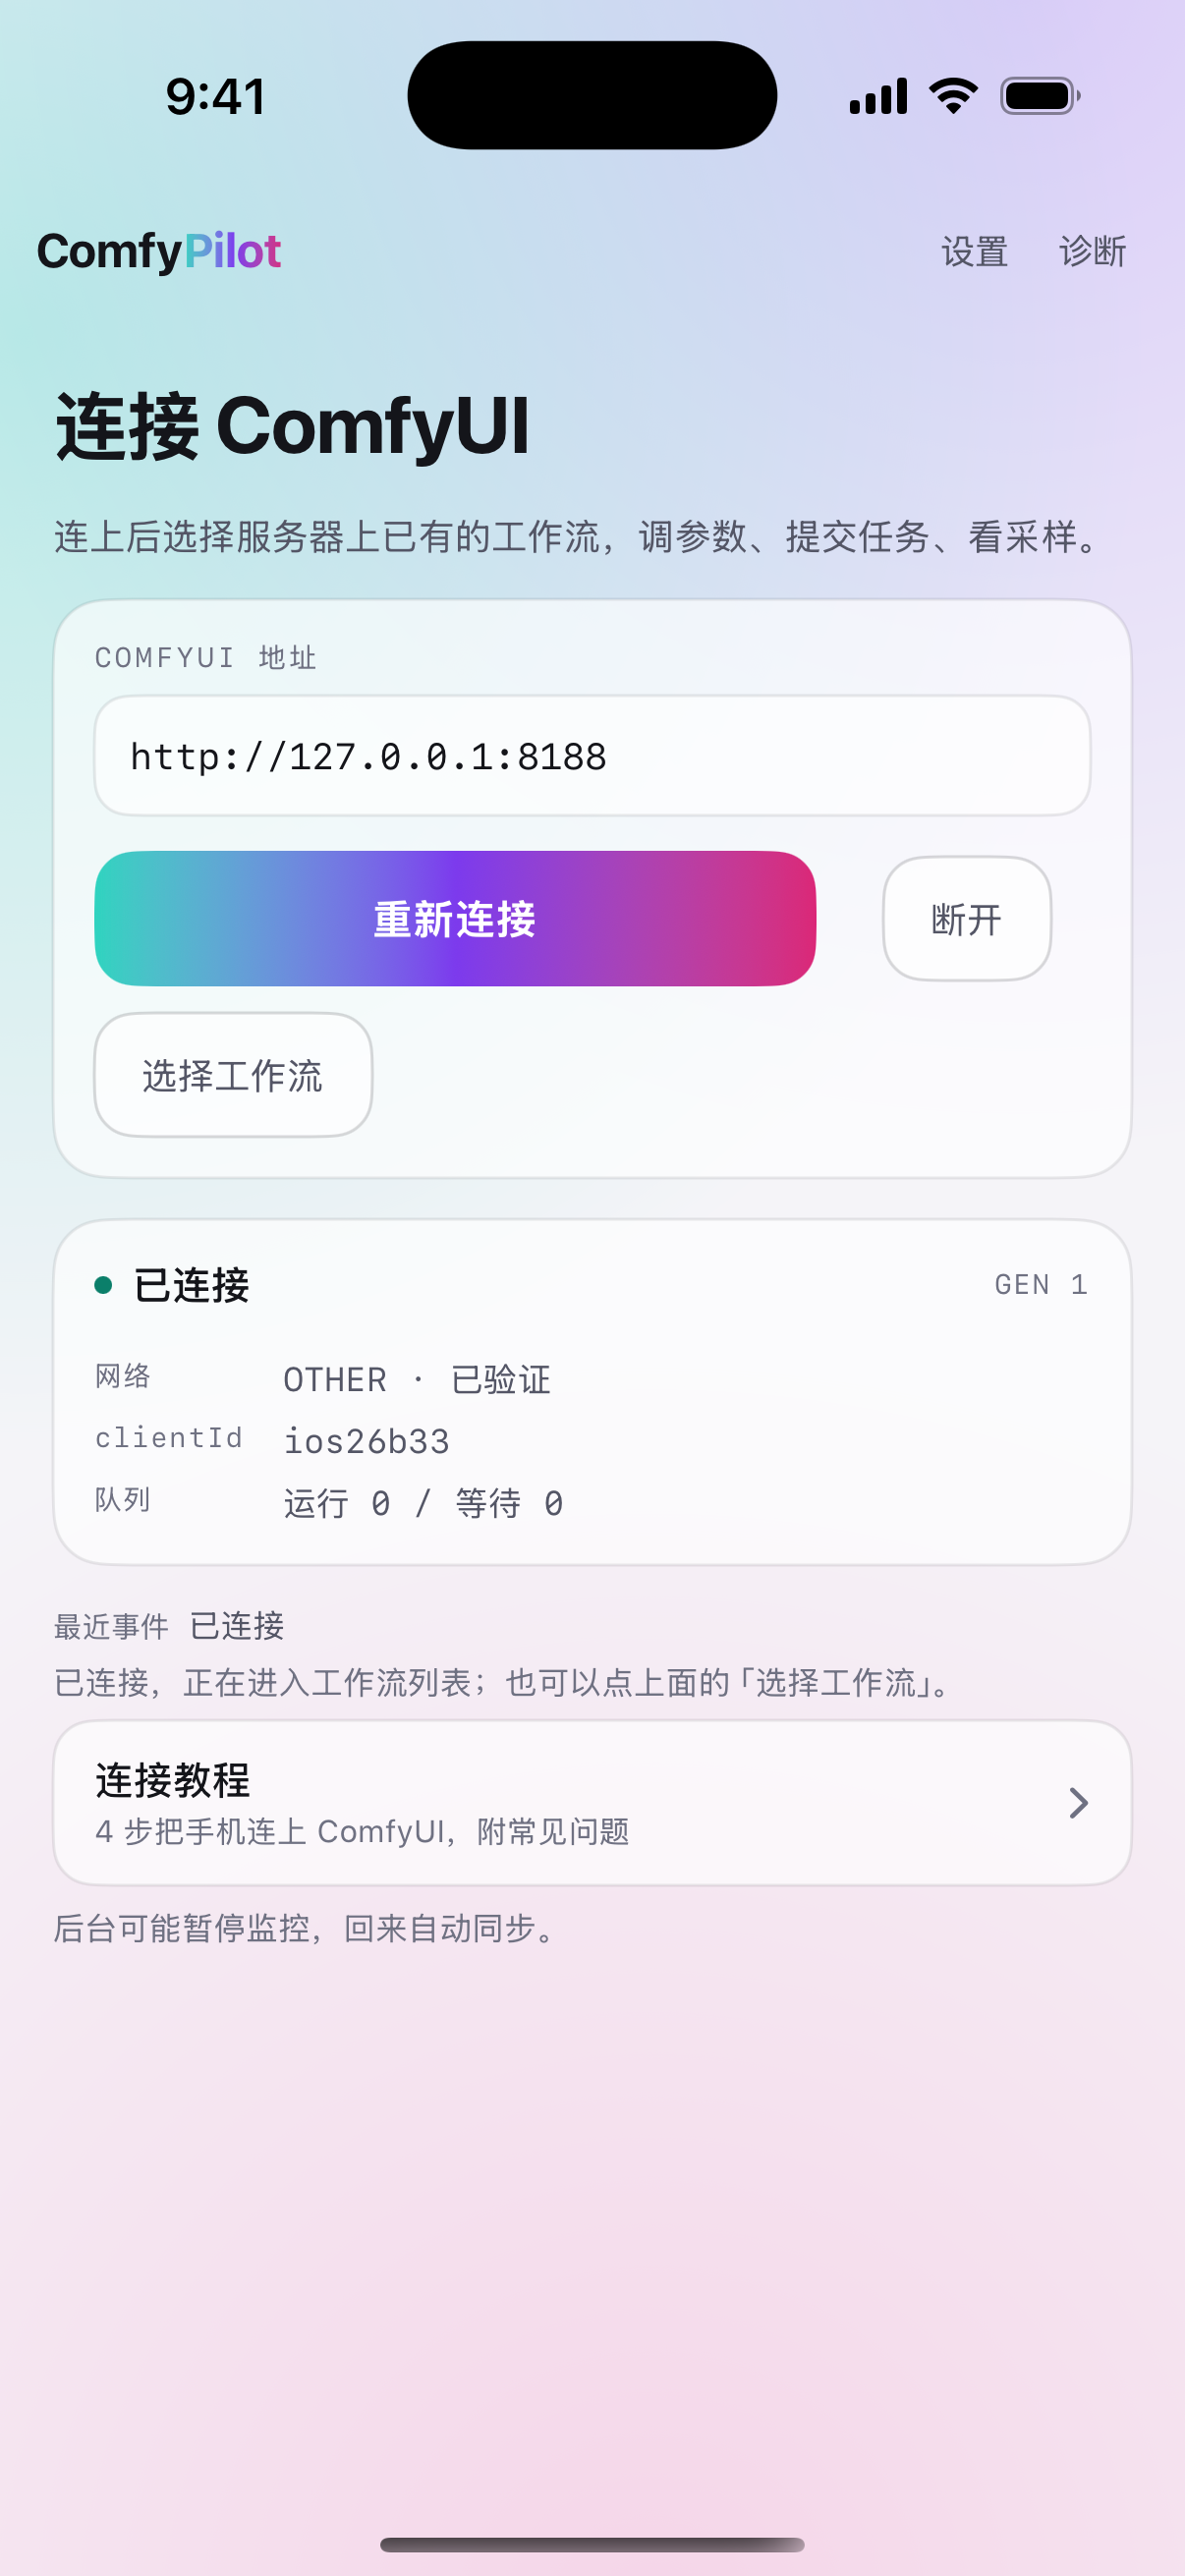 9:41
ComfyPilot
设置 诊断
连接 ComfyUI
连上后选择服务器上已有的工作流，调参数、提交任务、看采样。
COMFYUI 地址
http://127.0.0.1:8188
重新连接 断开
选择工作流
已连接 GEN 1
网络 OTHER · 已验证
clientId ios26b33
队列 运行 0 / 等待 0
最近事件 已连接
已连接，正在进入工作流列表；也可以点上面的「选择工作流」。
连接教程
4 步把手机连上 ComfyUI，附常见问题
后台可能暂停监控，回来自动同步。